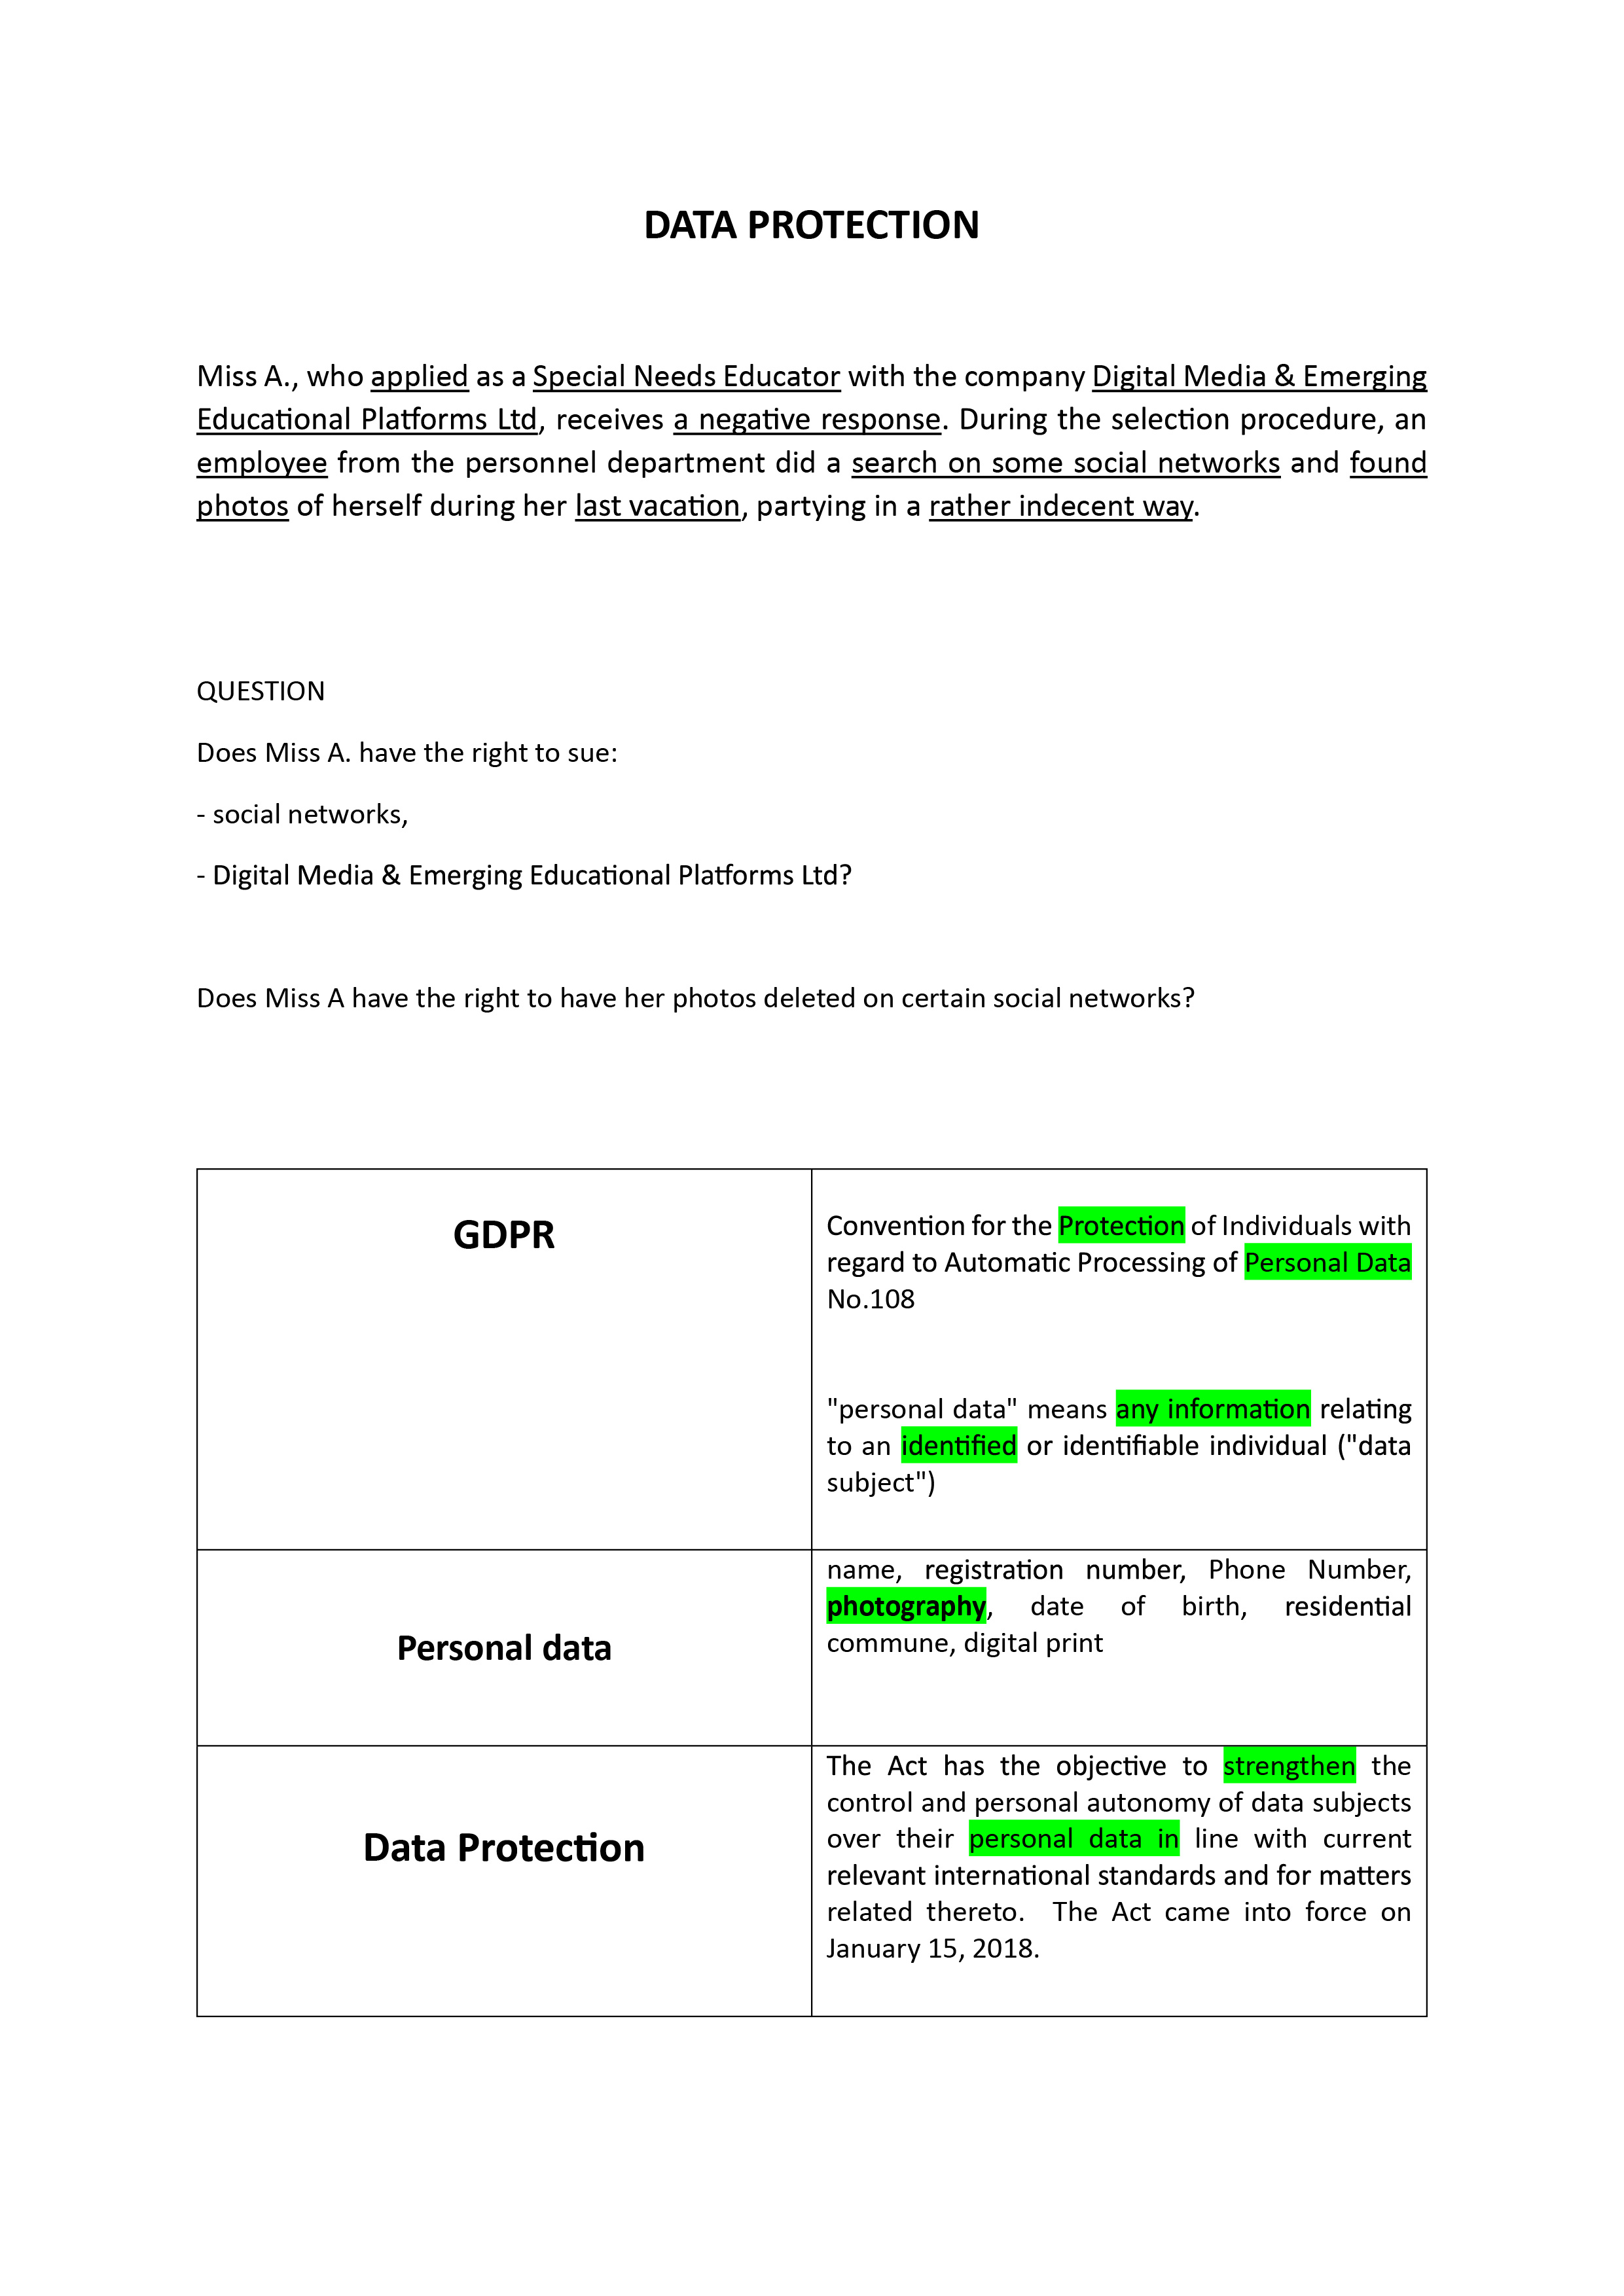 DATA PROTECTION
Miss A., who applied as a Special Needs Educator with the company Digital Media & Emerging
Educational Platforms Ltd, receives a negative response. During the selection procedure, an
employee from the personnel department did a search on some social networks and found
photos of herself during her last vacation, partying in a rather indecent way.
QUESTION
Does Miss A. have the right to sue:
- social networks,
- Digital Media & Emerging Educational Platforms Ltd?
Does Miss A have the right to have her photos deleted on certain social networks?
GDPR
Convention for the Protection of Individuals with
regard to Automatic Processing of Personal Data
No.108
"personal data" means any information relating
to an identified or identifiable individual ("data
subject")
Personal data
name, registration number, Phone Number,
photography, date of birth, residential
commune, digital print
Data Protection
The Act has the objective to strengthen the
control and personal autonomy of data subjects
over their personal data in line with current
relevant international standards and for matters
related thereto. The Act came into force on
January 15, 2018.